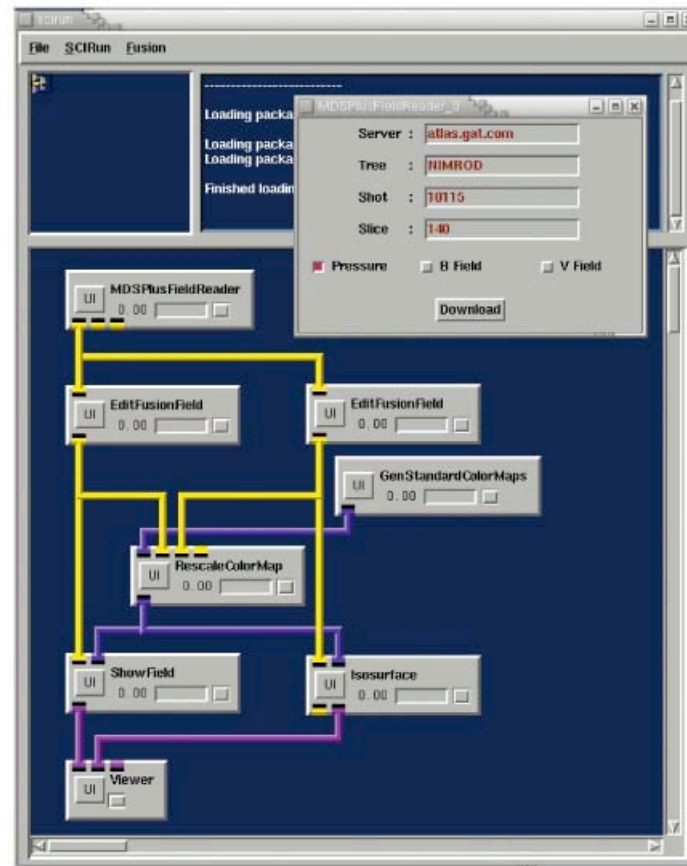 scirun
File SCIRun Fusion
Loading packa
Loading packa
Loading packa
Finished loadin
MDSPlusFieldReader_0
Server : atlas.gat.com
Tree : NIMROD
Shot : 10115
Slice : 140
Pressure B Field V Field
Download
UI MDSPlusFieldReader
0.00
UI EditFusionField
0.00
UI EditFusionField
0.00
UI GenStandardColorMaps
0.00
UI RescaleColorMap
0.00
UI ShowField
0.00
UI Isosurface
0.00
UI Viewer